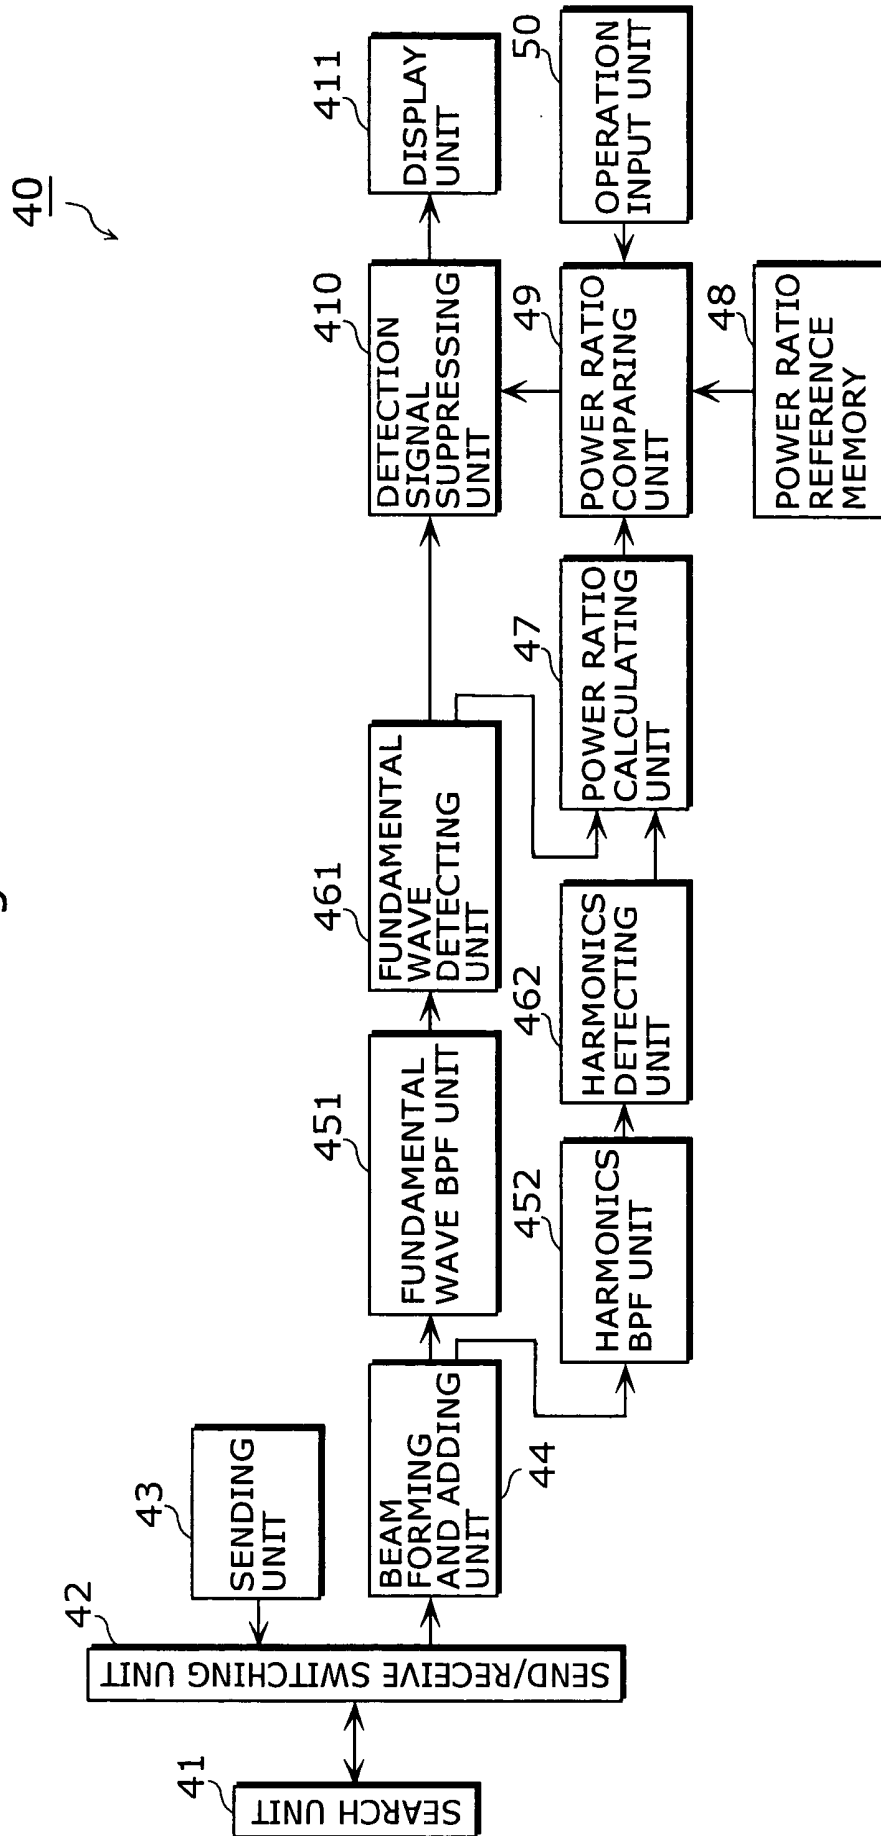 40
41
SEARCH UNIT
42
SEND/RECEIVE SWITCHING UNIT
43
SENDING
UNIT
BEAM
FORMING
AND ADDING
UNIT
44
451
FUNDAMENTAL
WAVE BPF UNIT
452
HARMONICS
BPF UNIT
461
FUNDAMENTAL
WAVE
DETECTING
UNIT
462
HARMONICS
DETECTING
UNIT
47
POWER RATIO
CALCULATING
UNIT
410
DETECTION
SIGNAL
SUPPRESSING
UNIT
49
POWER RATIO
COMPARING
UNIT
48
POWER RATIO
REFERENCE
MEMORY
411
DISPLAY
UNIT
50
OPERATION
INPUT UNIT